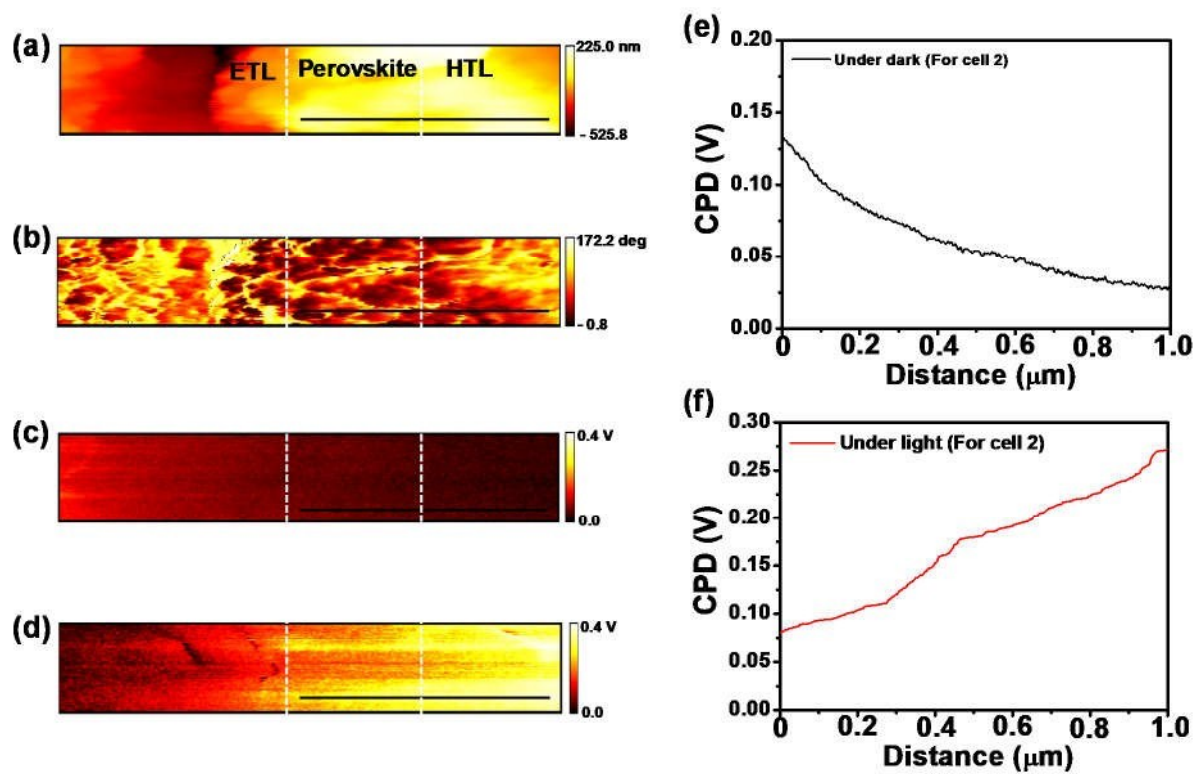 (a)
ETL
Perovskite
HTL
225.0 nm
- 525.8
(b)
172.2 deg
- 0.8
(c)
0.4 V
0.0
(d)
0.4 V
0.0
(e)
0.20
0.15
0.10
0.05
0.00
CPD (V)
Under dark (For cell 2)
0
0.2
0.4
0.6
0.8
1.0
Distance (μm)
(f)
0.30
0.25
0.20
0.15
0.10
0.05
0.00
CPD (V)
Under light (For cell 2)
0
0.2
0.4
0.6
0.8
1.0
Distance (μm)